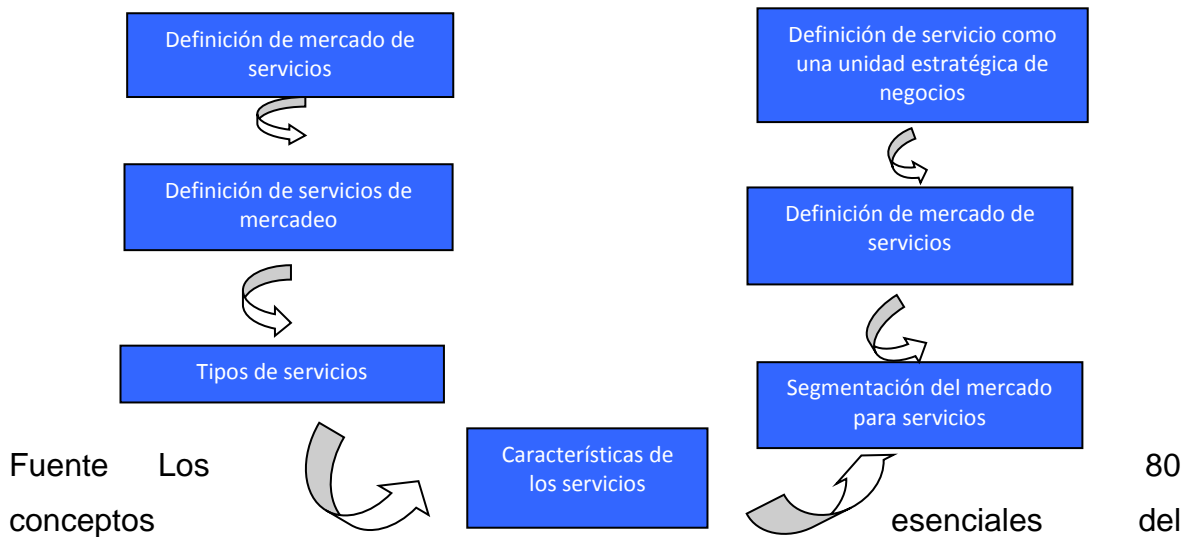 Definición de mercado de
servicios
Definición de servicios de
mercadeo
Tipos de servicios
Características de
los servicios
Definición de servicio como
una unidad estratégica de
negocios
Definición de mercado de
servicios
Segmentación del mercado
para servicios
Fuente Los 80
conceptos esenciales del